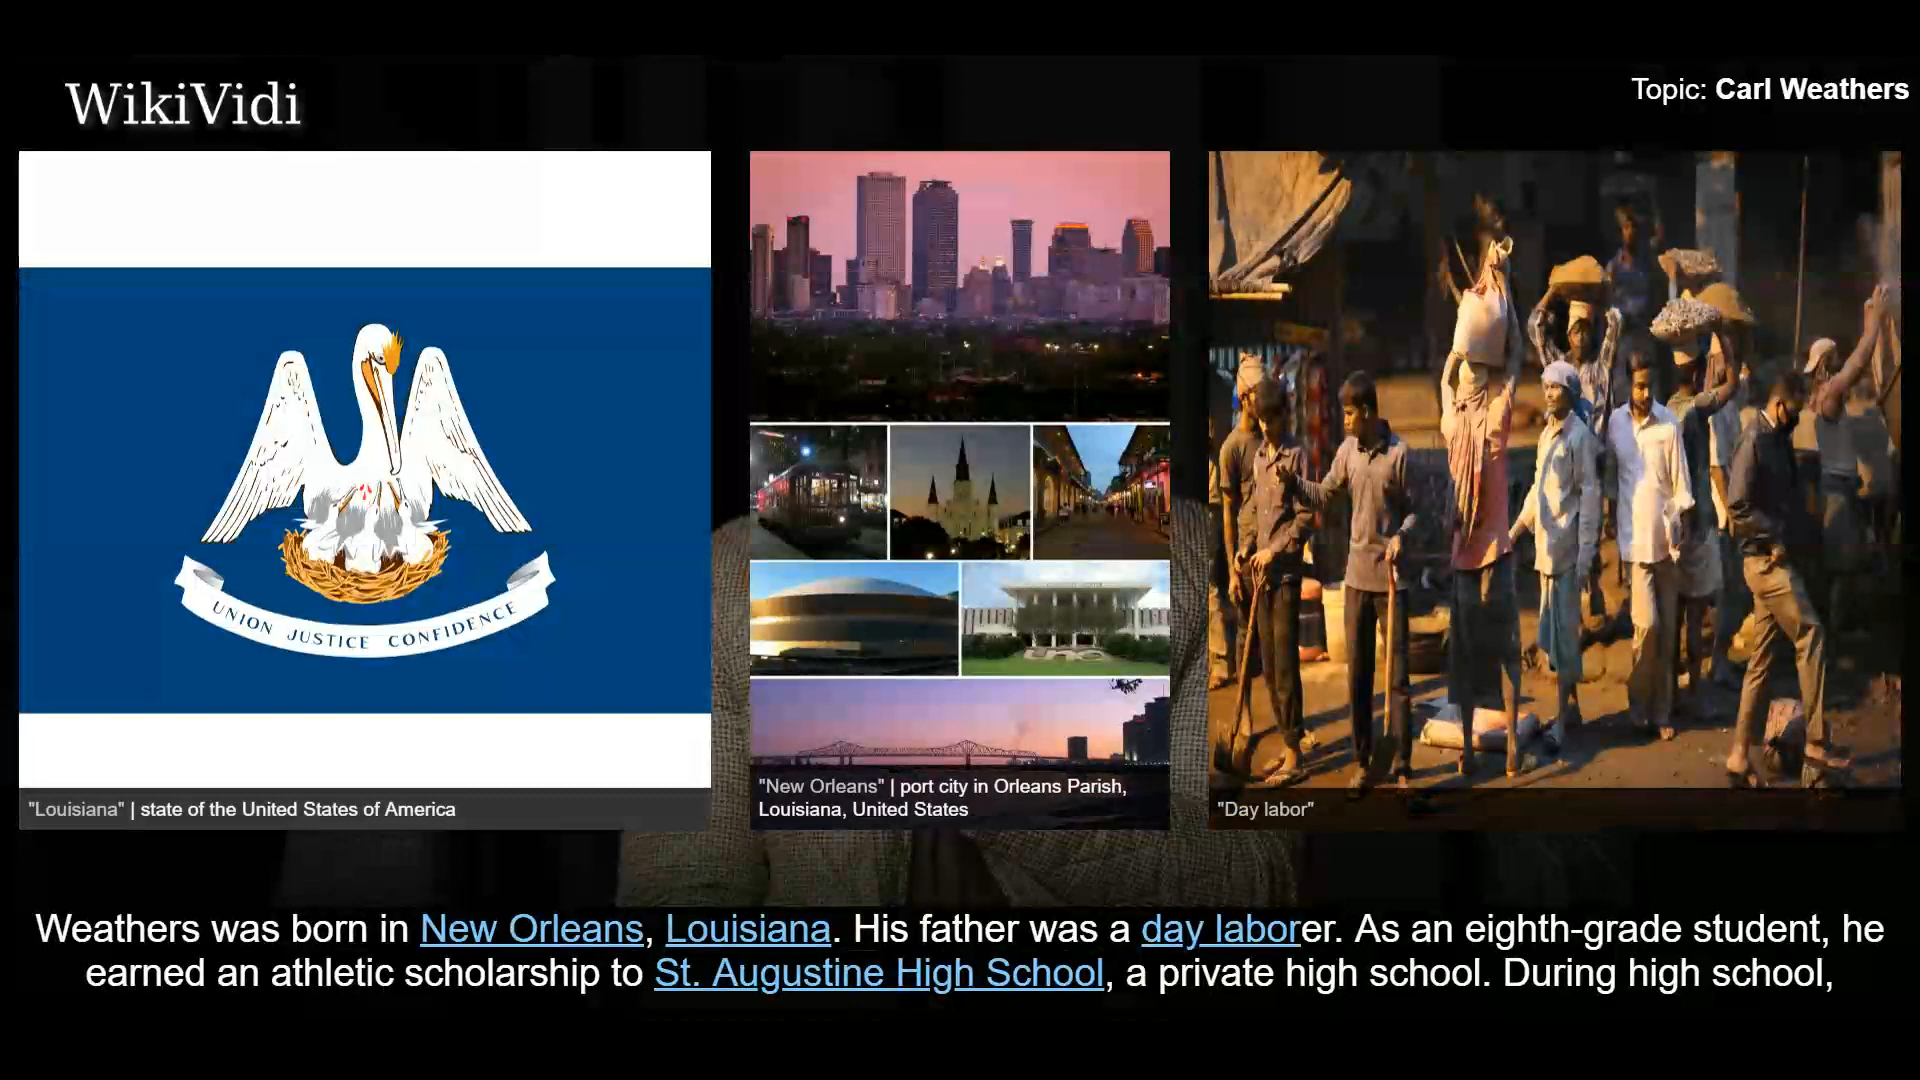 WikiVidi
Topic: Carl Weathers
UNION JUSTICE CONFIDENCE
"Louisiana" | state of the United States of America
"New Orleans" | port city in Orleans Parish,
Louisiana, United States
"Day labor"
Weathers was born in New Orleans, Louisiana. His father was a day laborer. As an eighth-grade student, he
earned an athletic scholarship to St. Augustine High School, a private high school. During high school,